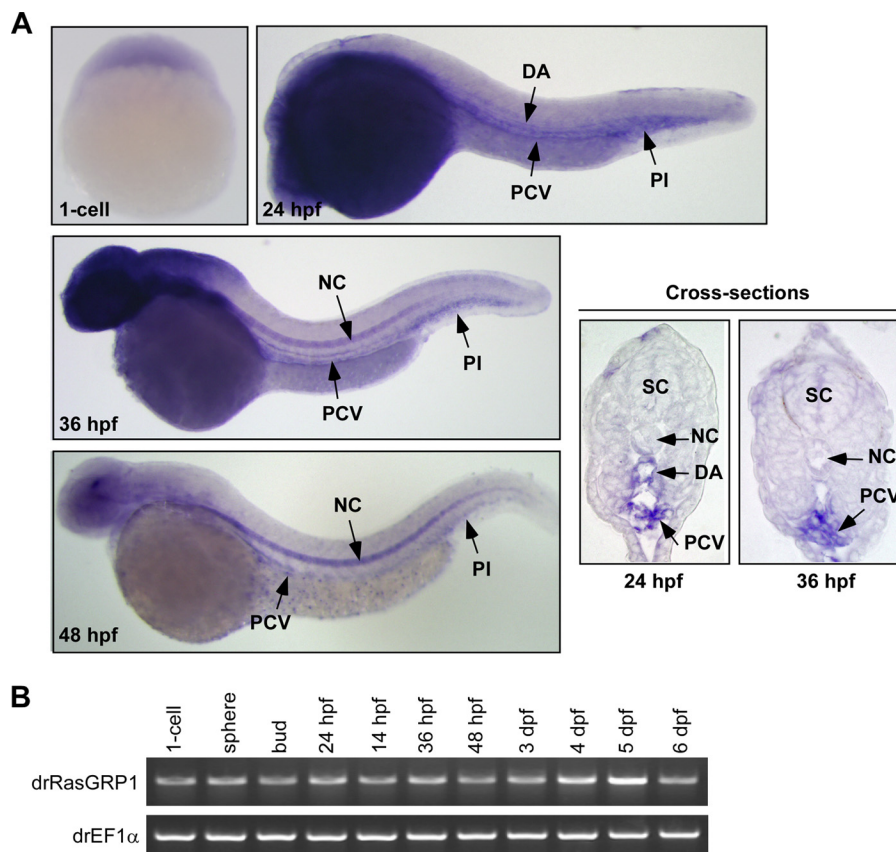 A
1-cell
DA
PCV
PI
24 hpf
NC
PCV
PI
36 hpf
NC
PCV
PI
48 hpf
Cross-sections
SC
NC
DA
PCV
24 hpf
SC
NC
PCV
36 hpf
B
1-cell
sphere
bud
24 hpf
14 hpf
36 hpf
48 hpf
3 dpf
4 dpf
5 dpf
6 dpf
drRasGRP1
drEF1α